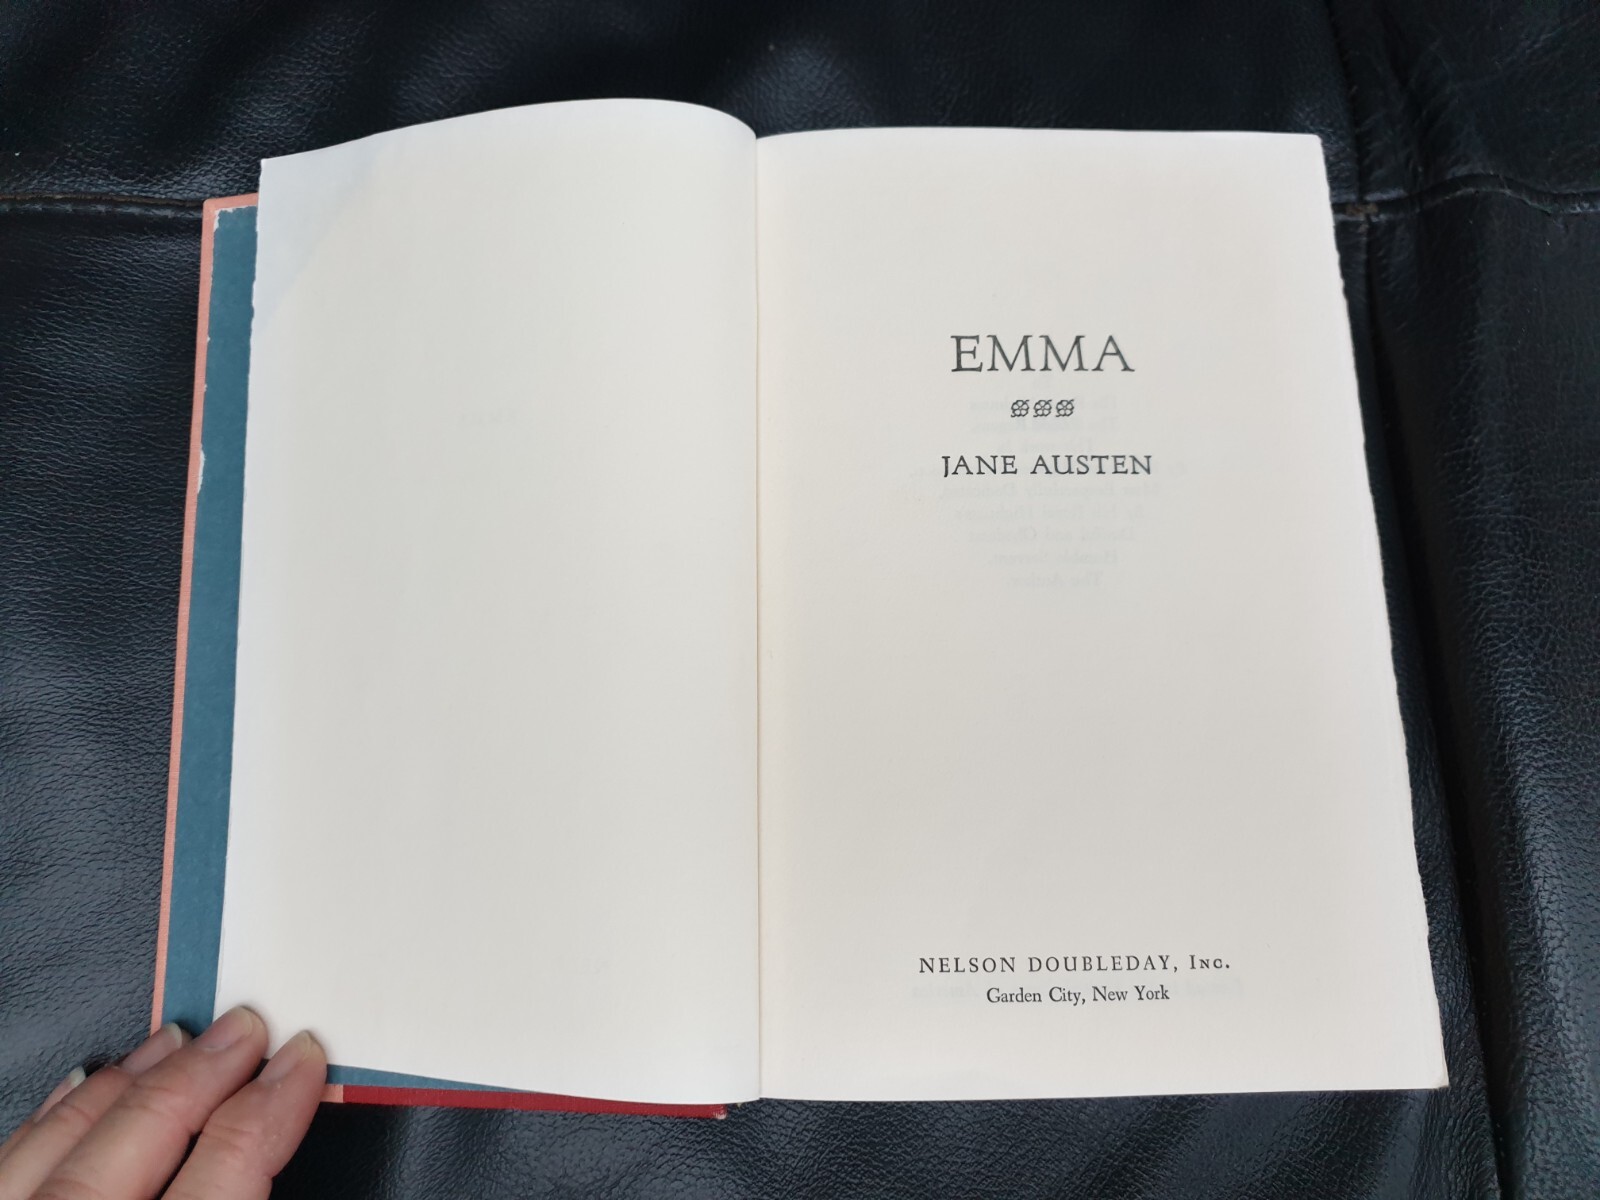 EMMA
JANE AUSTEN
NELSON DOUBLEDAY, INC.
Garden City, New York